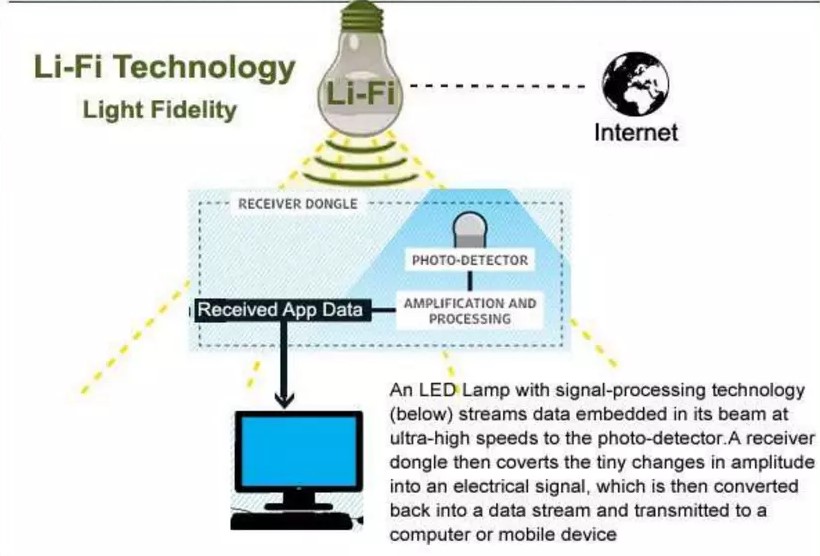 Li-Fi Technology
Light Fidelity
Li-Fi
Internet
RECEIVER DONGLE
PHOTO-DETECTOR
Received App Data
AMPLIFICATION AND
PROCESSING
An LED Lamp with signal-processing technology
(below) streams data embedded in its beam at
ultra-high speeds to the photo-detector.A receiver
dongle then coverts the tiny changes in amplitude
into an electrical signal, which is then converted
back into a data stream and transmitted to a
computer or mobile device